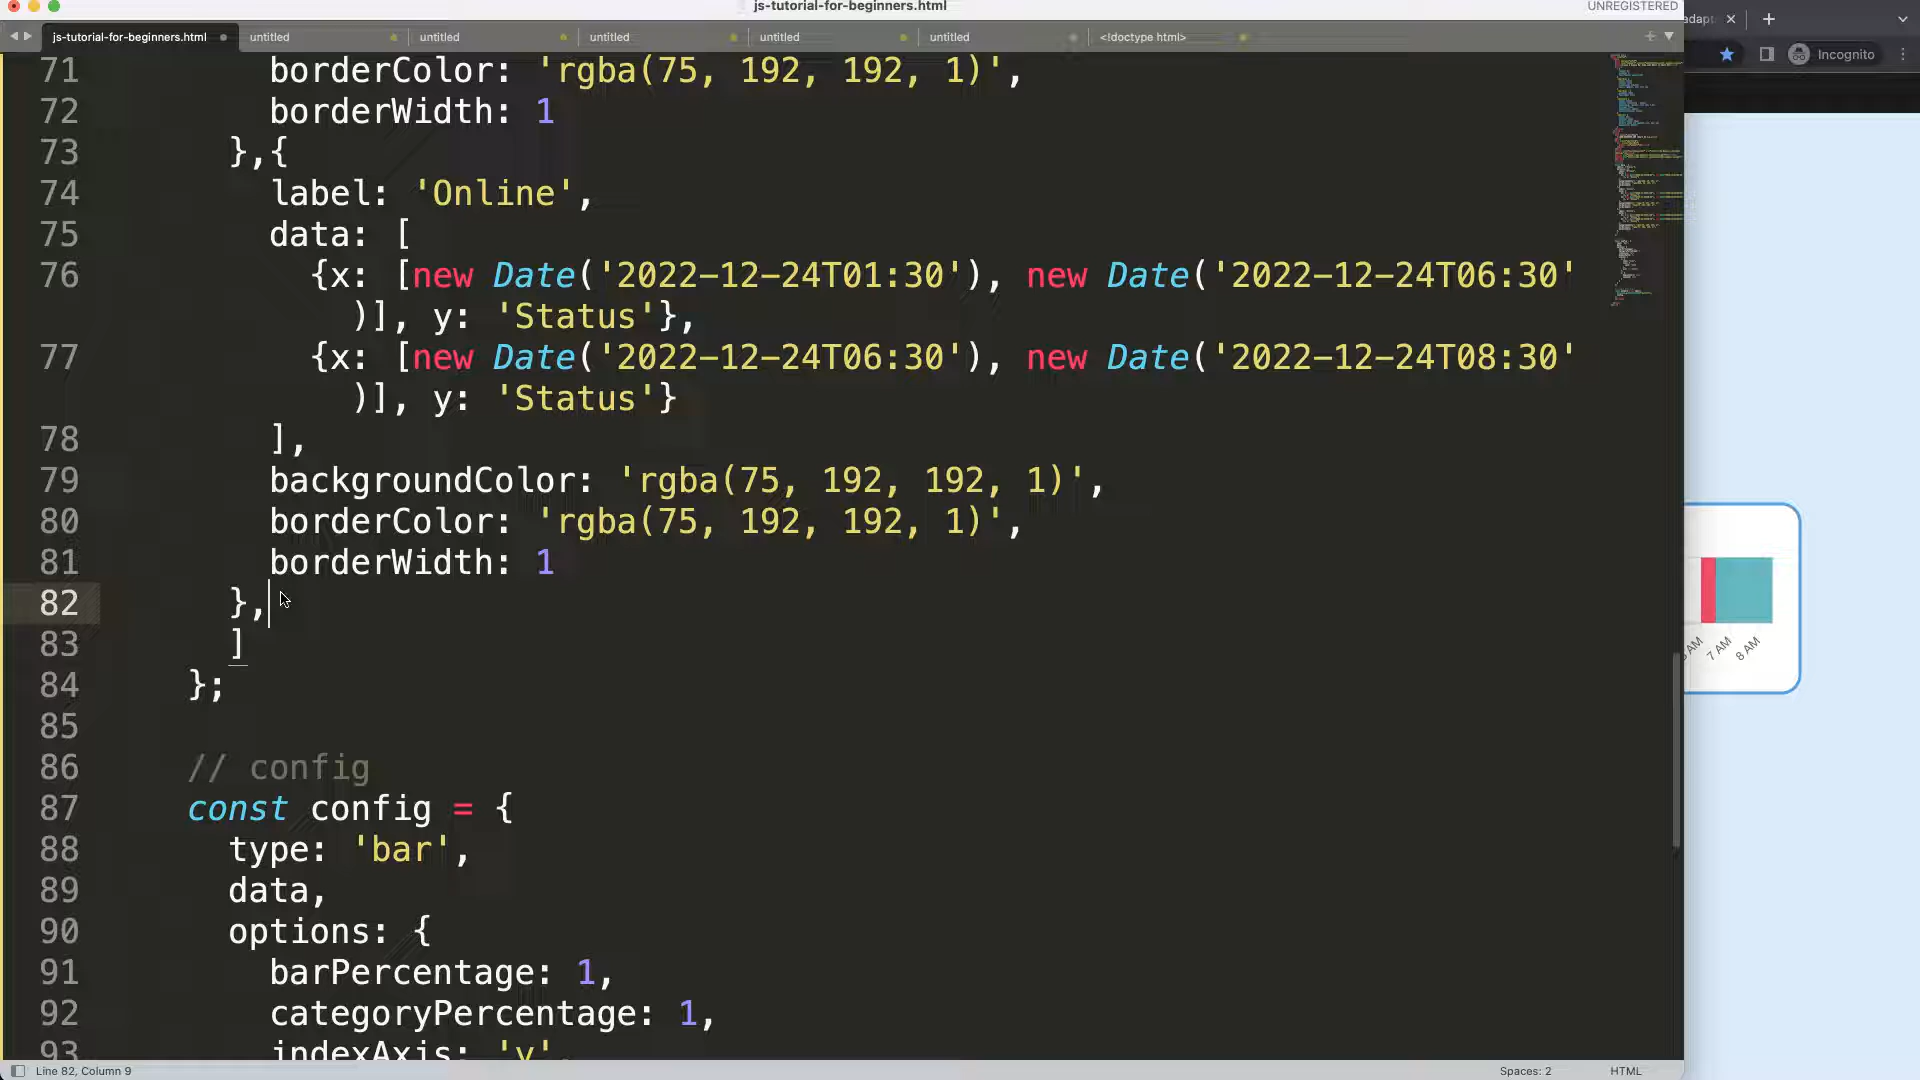 js-tutorial-for-beginners.html
UNREGISTERED
js-tutorial-for-beginners.html
untitled
untitled
untitled
untitled
untitled
<!doctype html>
adapt
Incognito
71 borderColor: 'rgba(75, 192, 192, 1)',
72 borderWidth: 1
73 },{
74 label: 'Online',
75 data: [
76 {x: [new Date('2022-12-24T01:30'), new Date('2022-12-24T06:30'
)], y: 'Status'},
77 {x: [new Date('2022-12-24T06:30'), new Date('2022-12-24T08:30'
)], y: 'Status'}
78 ],
79 backgroundColor: 'rgba(75, 192, 192, 1)',
80 borderColor: 'rgba(75, 192, 192, 1)',
81 borderWidth: 1
82 },
83 ]
84 };
85
86 // config
87 const config = {
88 type: 'bar',
89 data,
90 options: {
91 barPercentage: 1,
92 categoryPercentage: 1,
93 indexAxis: 'y',
AM
7 AM
8 AM
Line 82, Column 9
Spaces: 2
HTML